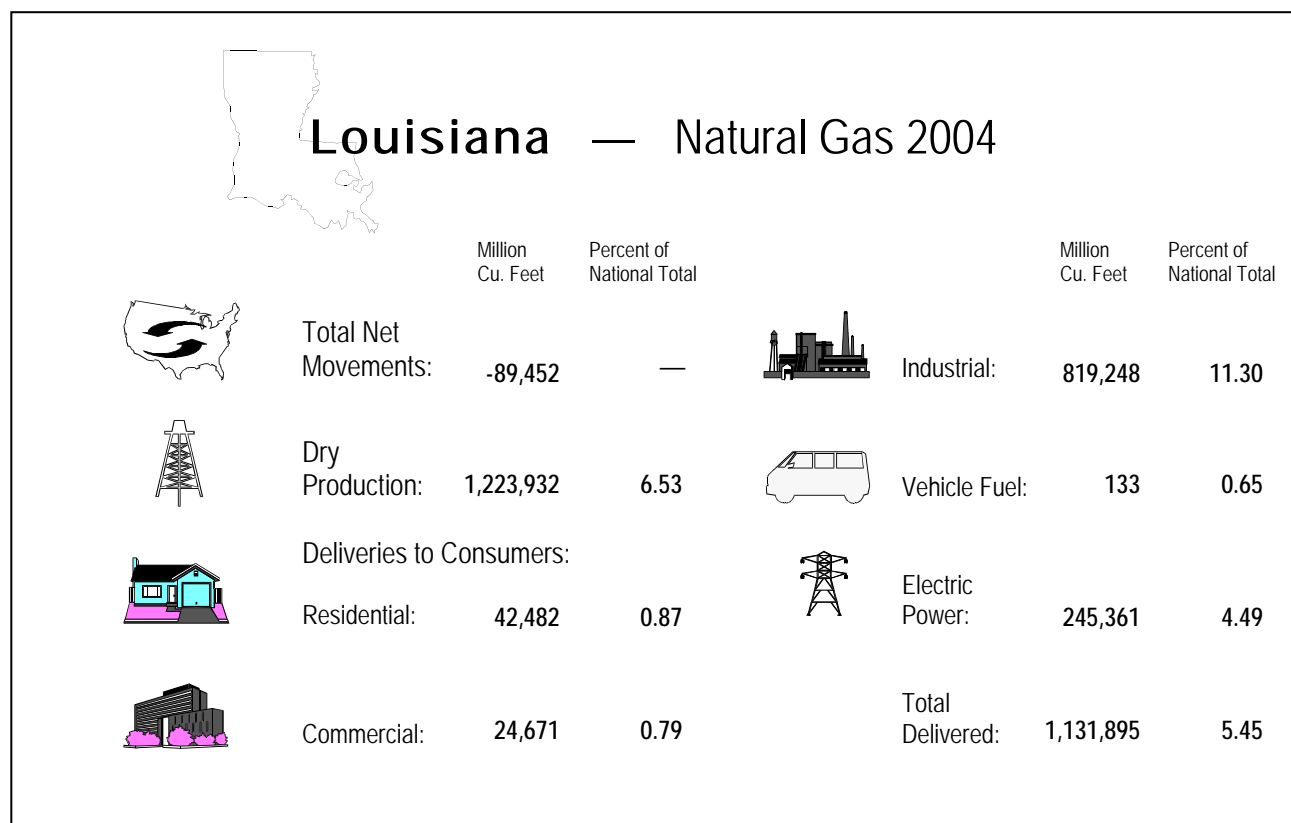 Louisiana — Natural Gas 2004
Million
Cu. Feet
Percent of
National Total
Total Net
Movements: -89,452 —
Dry
Production: 1,223,932 6.53
Deliveries to Consumers:
Residential: 42,482 0.87
Commercial: 24,671 0.79
Million
Cu. Feet
Percent of
National Total
Industrial: 819,248 11.30
Vehicle Fuel: 133 0.65
Electric
Power: 245,361 4.49
Total
Delivered: 1,131,895 5.45